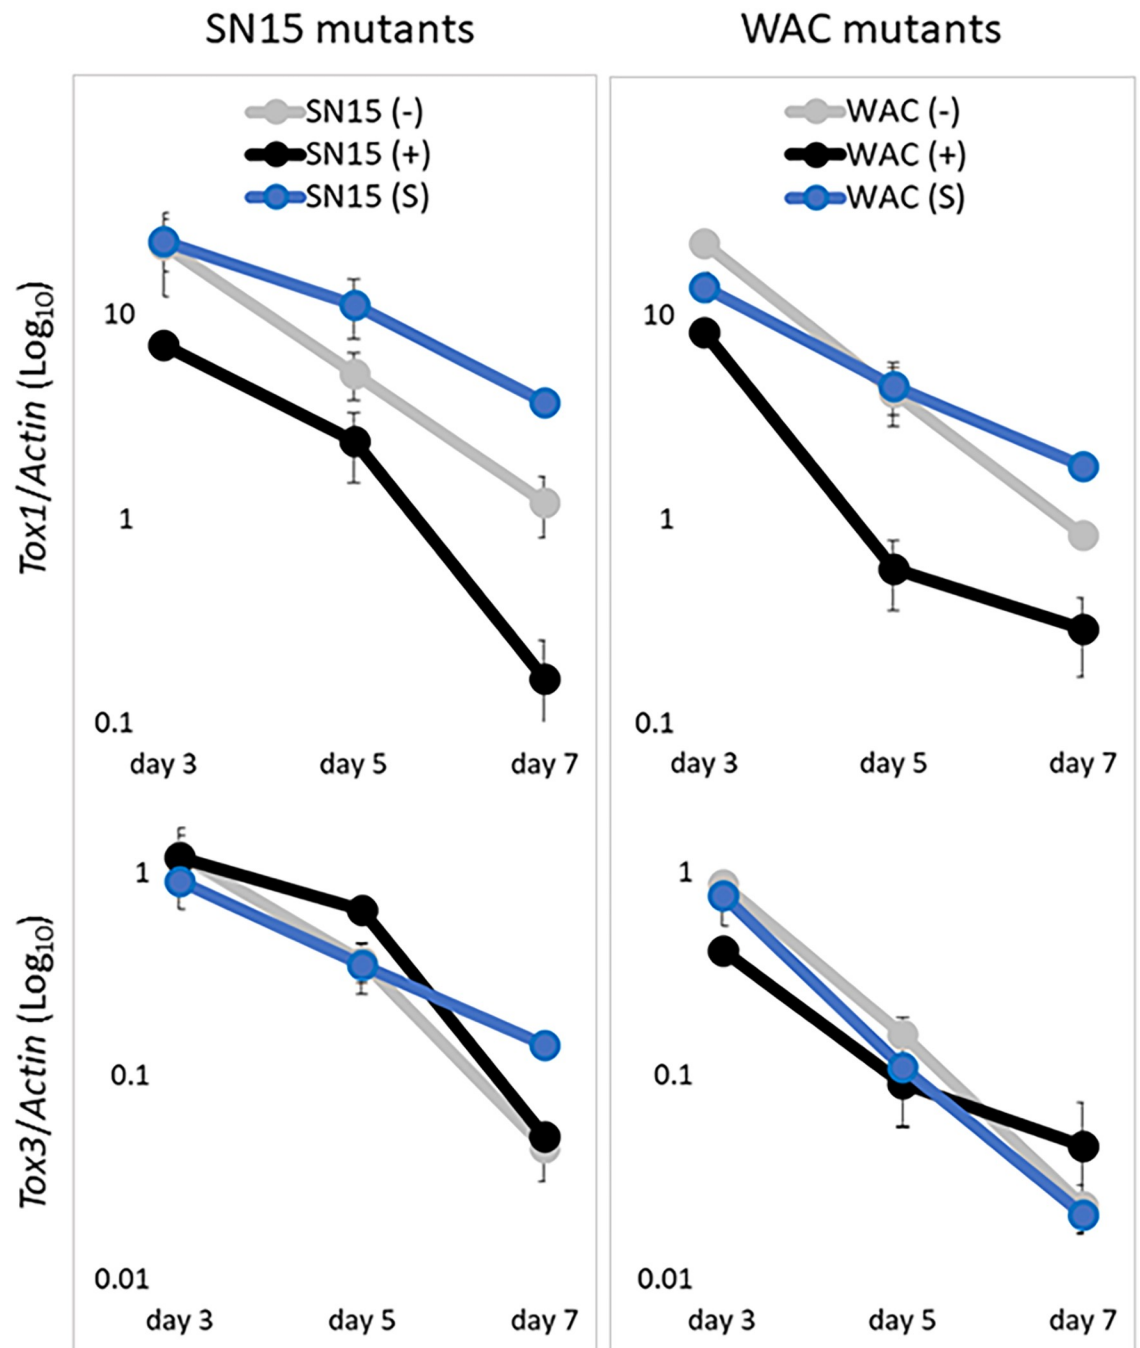 SN15 mutants
WAC mutants
SN15 (-)
SN15 (+)
SN15 (S)
WAC (-)
WAC (+)
WAC (S)
Tox1/Actin (Log₁₀)
10
1
0.1
day 3
day 5
day 7
10
1
0.1
day 3
day 5
day 7
Tox3/Actin (Log₁₀)
1
0.1
0.01
day 3
day 5
day 7
1
0.1
0.01
day 3
day 5
day 7